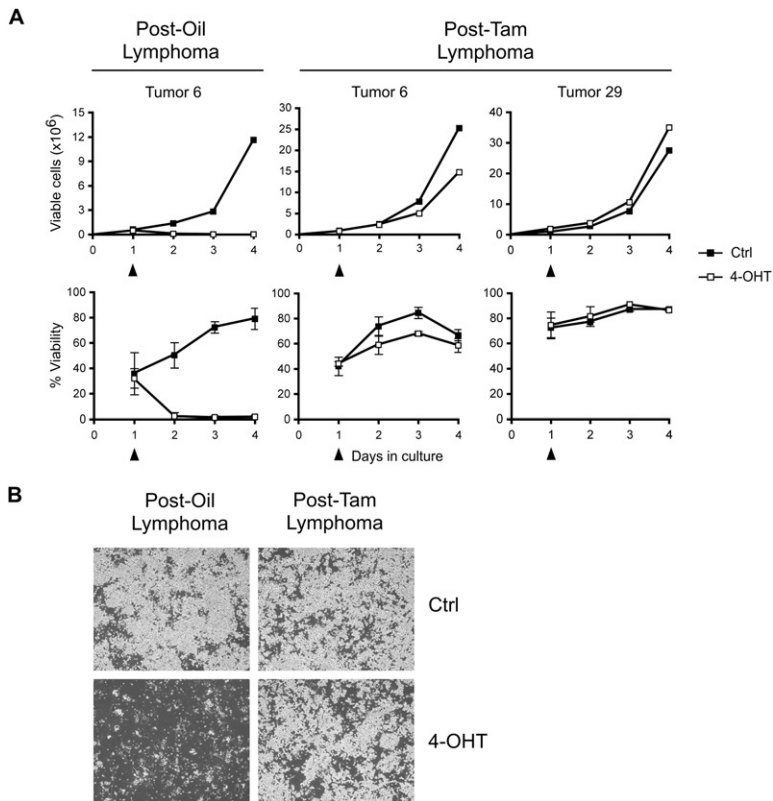 A
Post-Oil
Lymphoma
Post-Tam
Lymphoma
Tumor 6
Tumor 6
Tumor 29
Viable cells (x10⁶)
15
12
9
6
3
0
0 1 2 3 4
30
25
20
15
10
5
0
0 1 2 3 4
40
30
20
10
0
0 1 2 3 4
Ctrl
4-OHT
% Viability
100
80
60
40
20
0
0 1 2 3 4
100
80
60
40
20
0
0 1 2 3 4
100
80
60
40
20
0
0 1 2 3 4
Days in culture
B
Post-Oil
Lymphoma
Post-Tam
Lymphoma
Ctrl
4-OHT